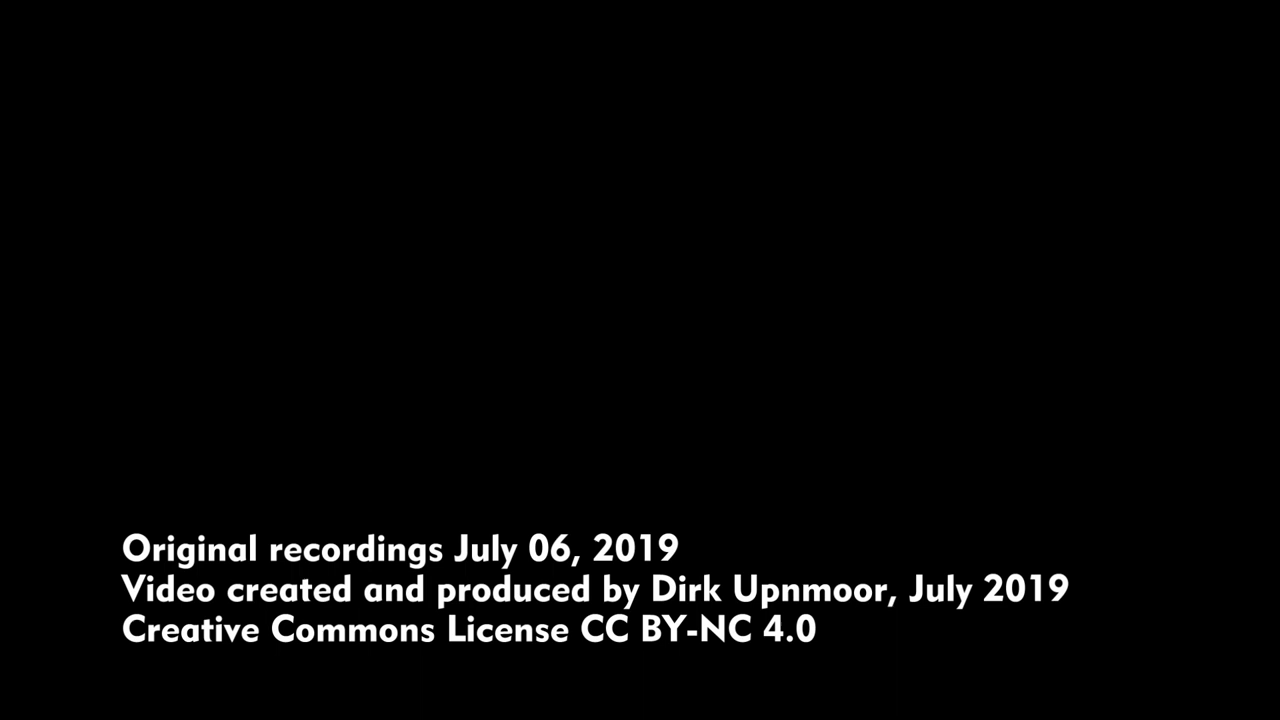 Original recordings July 06, 2019
Video created and produced by Dirk Upnmoor, July 2019
Creative Commons License CC BY-NC 4.0